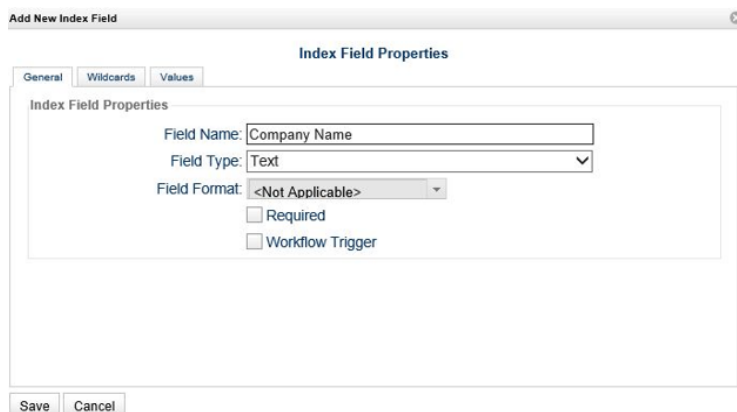 Add New Index Field
Index Field Properties
General Wildcards Values
Index Field Properties
Field Name: Company Name
Field Type: Text
Field Format: <Not Applicable>
Required
Workflow Trigger
Save Cancel